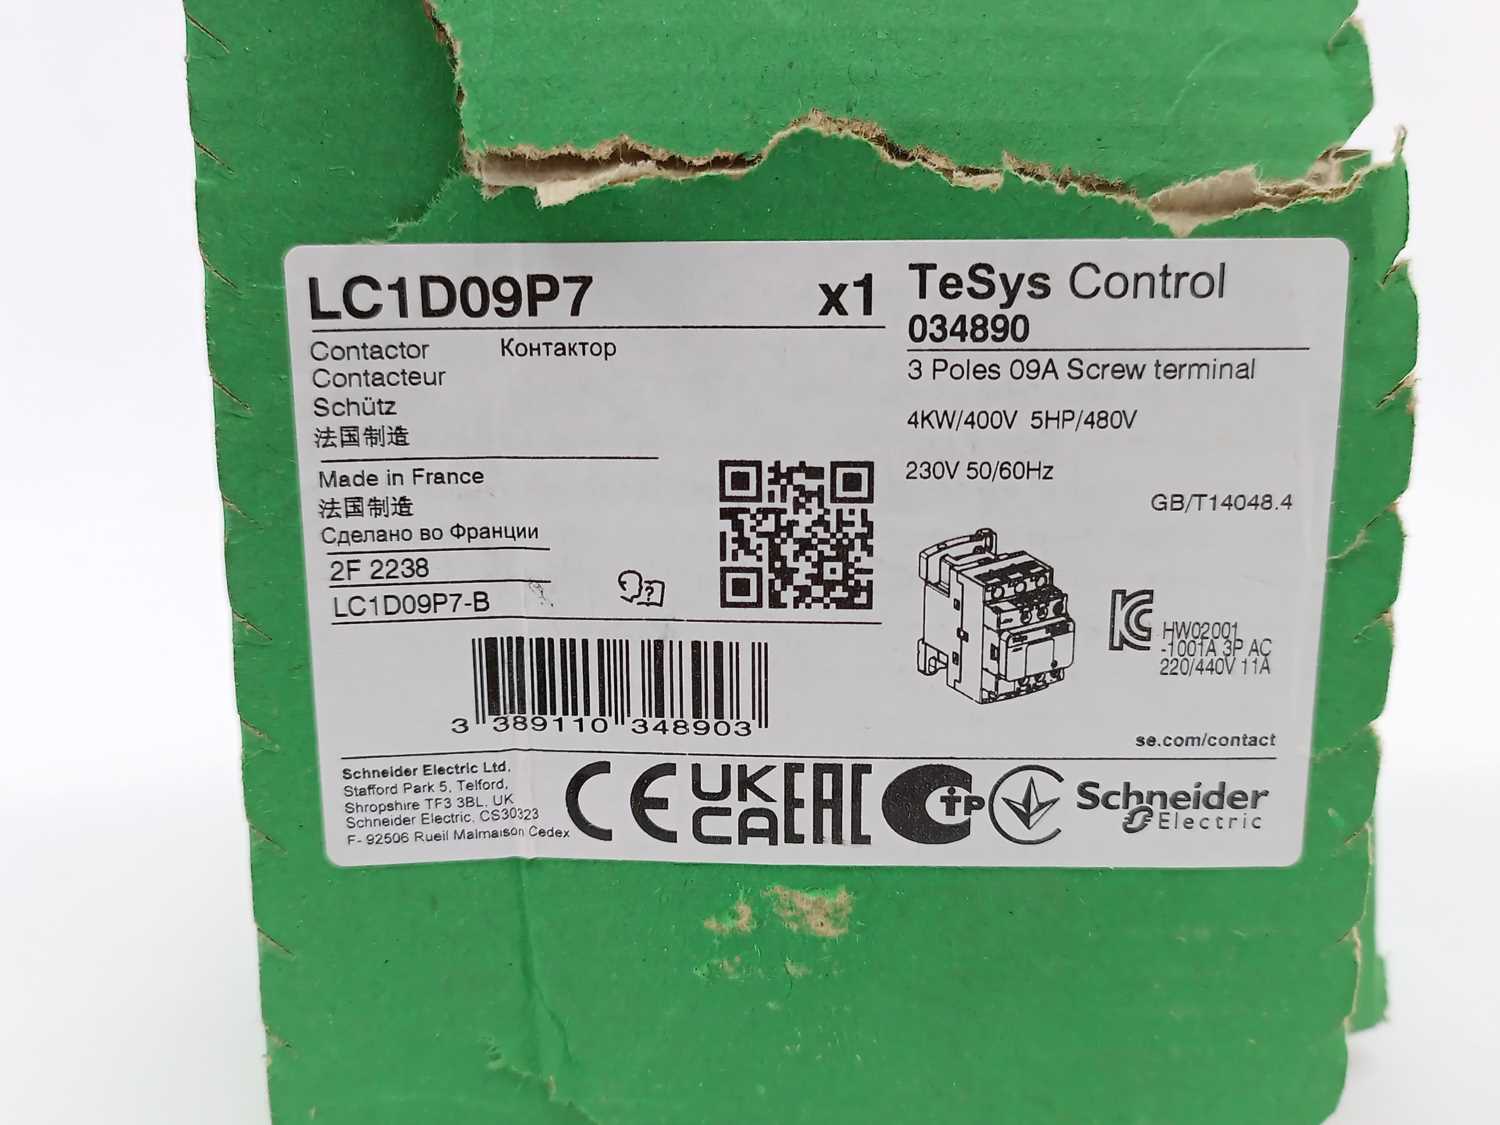 LC1D09P7 x1
Contactor Контактор
Contacteur
Schütz
法国制造
Made in France
法国制造
Сделано во Франции
2F 2238
LC1D09P7-B
3 389110 348903
TeSys Control
034890
3 Poles 09A Screw terminal
4KW/400V 5HP/480V
230V 50/60Hz
GB/T14048.4
HW02001
-1001A 3P AC
220/440V 11A
se.com/contact
Schneider Electric Ltd,
Stafford Park 5, Telford,
Shropshire TF3 3BL, UK
Schneider Electric, CS30323
F- 92506 Rueil Malmaison Cedex
CE UK CA EAC
Schneider
Electric